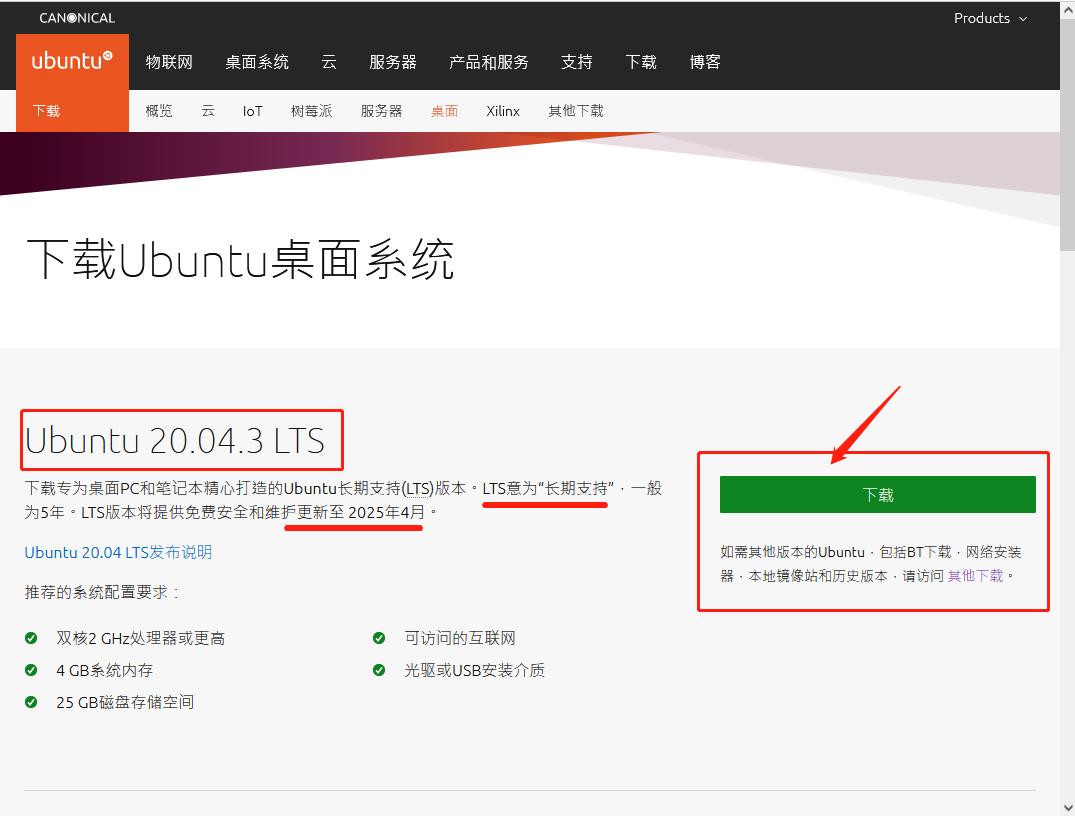 CANONICAL
Products
ubuntu
物联网 桌面系统 云 服务器 产品和服务 支持 下载 博客
下载 概览 云 IoT 树莓派 服务器 桌面 Xilinx 其他下载
下载Ubuntu桌面系统
Ubuntu 20.04.3 LTS
下载专为桌面PC和笔记本精心打造的Ubuntu长期支持(LTS)版本。LTS意为“长期支持”，一般
为5年。LTS版本将提供免费安全和维护更新至 2025年4月。
Ubuntu 20.04 LTS发布说明
推荐的系统配置要求：
双核2 GHz处理器或更高
4 GB系统内存
25 GB磁盘存储空间
可访问的互联网
光驱或USB安装介质
下载
如需其他版本的Ubuntu，包括BT下载，网络安装
器，本地镜像站和历史版本，请访问 其他下载。